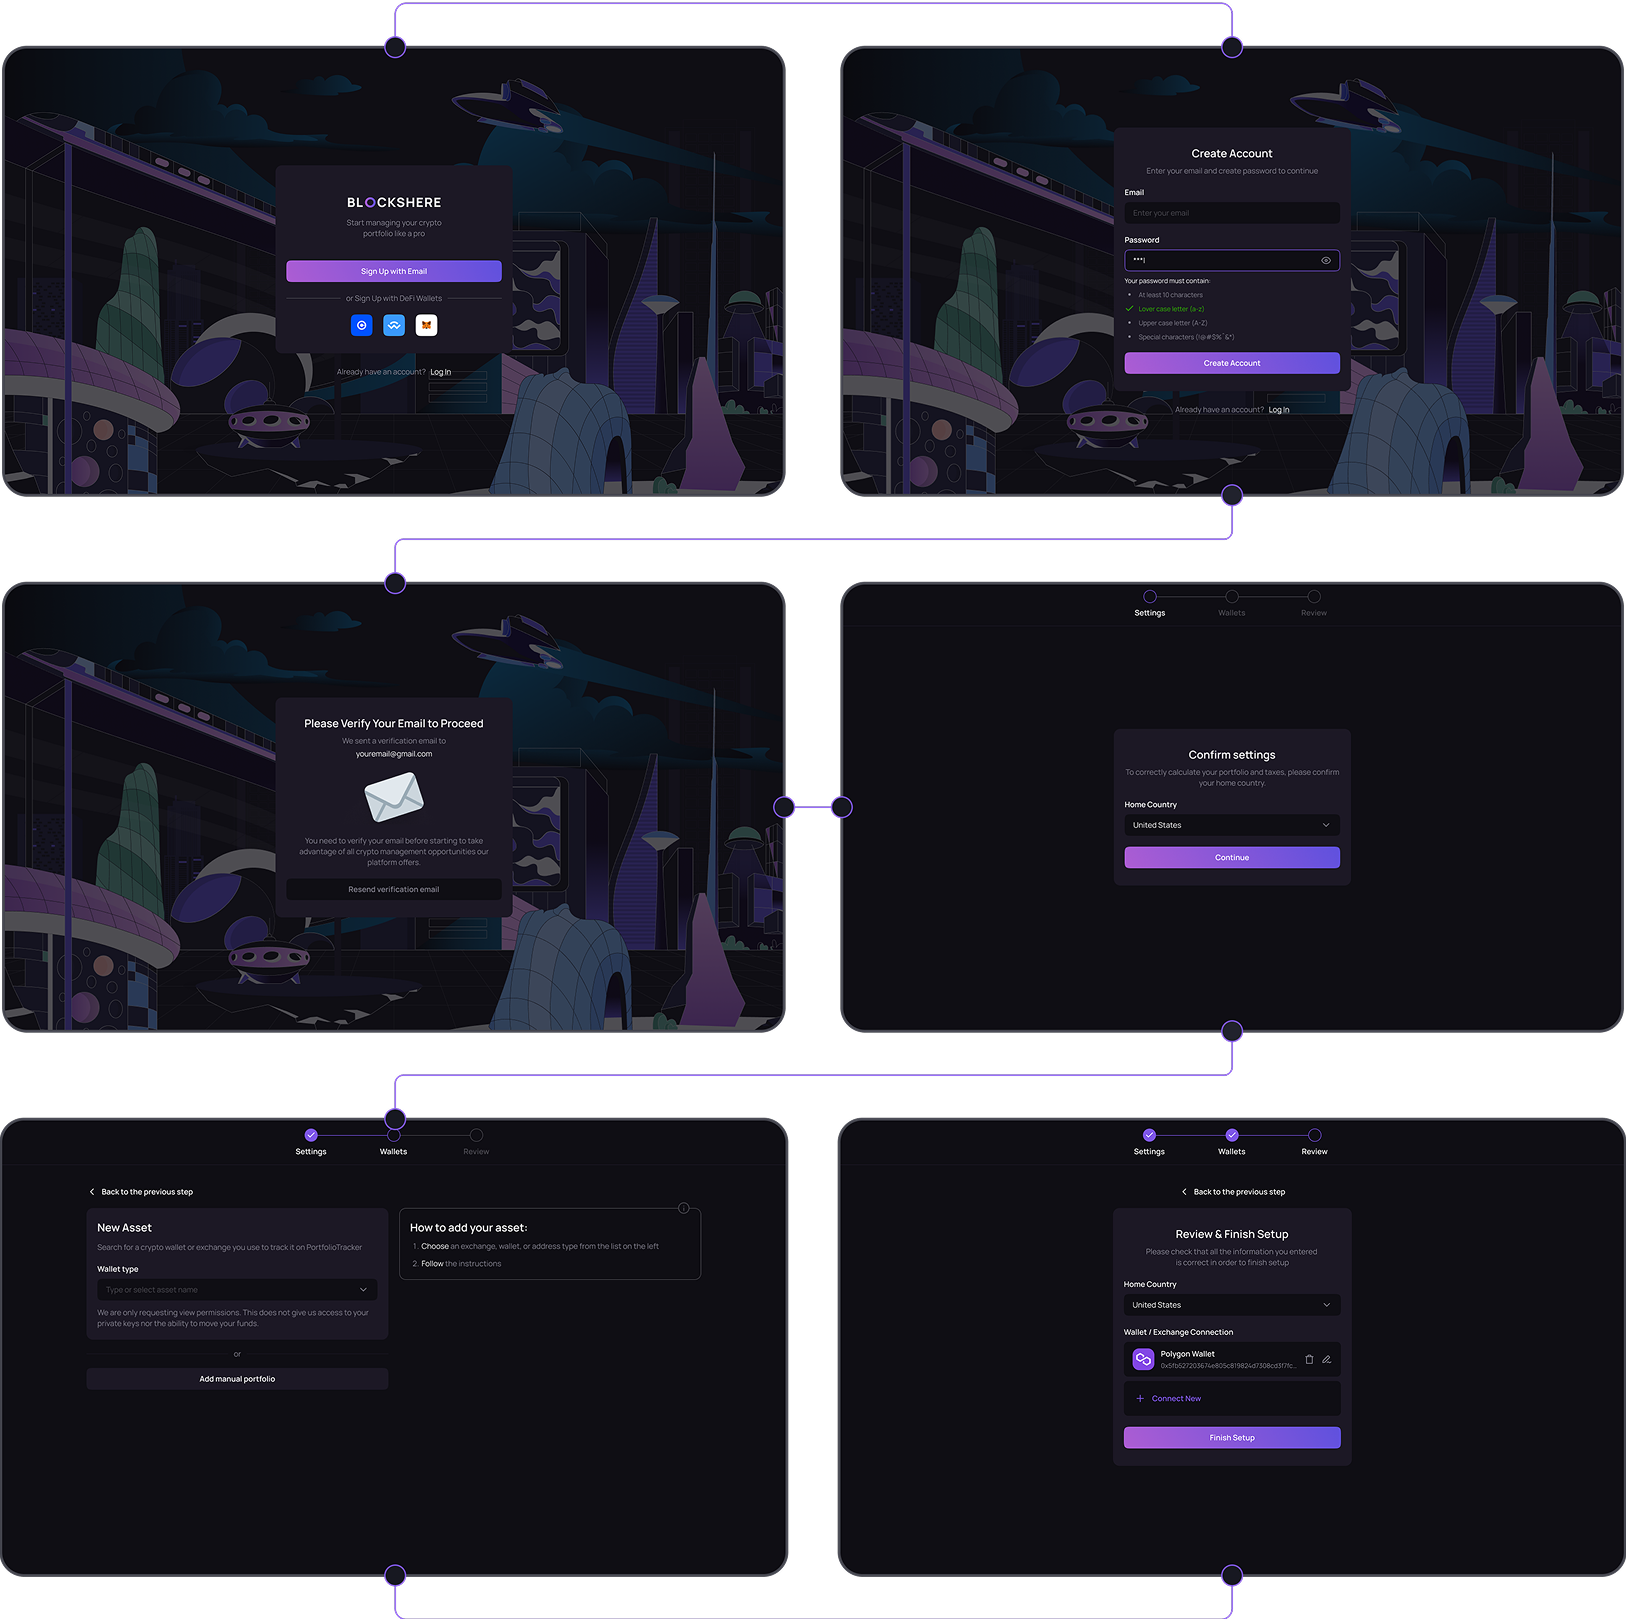 BLOCKSHERE
Start managing your crypto
portfolio like a pro
Sign Up with Email
or Sign Up with DeFi Wallets
Already have an account? Log In
Create Account
Enter your email and create password to continue
Email
Enter your email
Password
***|
Your password must contain:
• At least 10 characters
Lover case letter (a-z)
• Upper case letter (A-Z)
• Special characters (!@#$%^&*)
Create Account
Already have an account? Log In
Please Verify Your Email to Proceed
We sent a verification email to
youremail@gmail.com
You need to verify your email before starting to take
advantage of all crypto management opportunities our
platform offers.
Resend verification email
Settings Wallets Review
Confirm settings
To correctly calculate your portfolio and taxes, please confirm
your home country.
Home Country
United States
Continue
Settings Wallets Review
Back to the previous step
New Asset
Search for a crypto wallet or exchange you use to track it on PortfolioTracker
Wallet type
Type or select asset name
We are only requesting view permissions. This does not give us access to your
private keys nor the ability to move your funds.
or
Add manual portfolio
How to add your asset:
1. Choose an exchange, wallet, or address type from the list on the left
2. Follow the instructions
Settings Wallets Review
Back to the previous step
Review & Finish Setup
Please check that all the information you entered
is correct in order to finish setup
Home Country
United States
Wallet / Exchange Connection
Polygon Wallet
0x5fb527203674e805c819824d7308cd3f7fc...
+ Connect New
Finish Setup